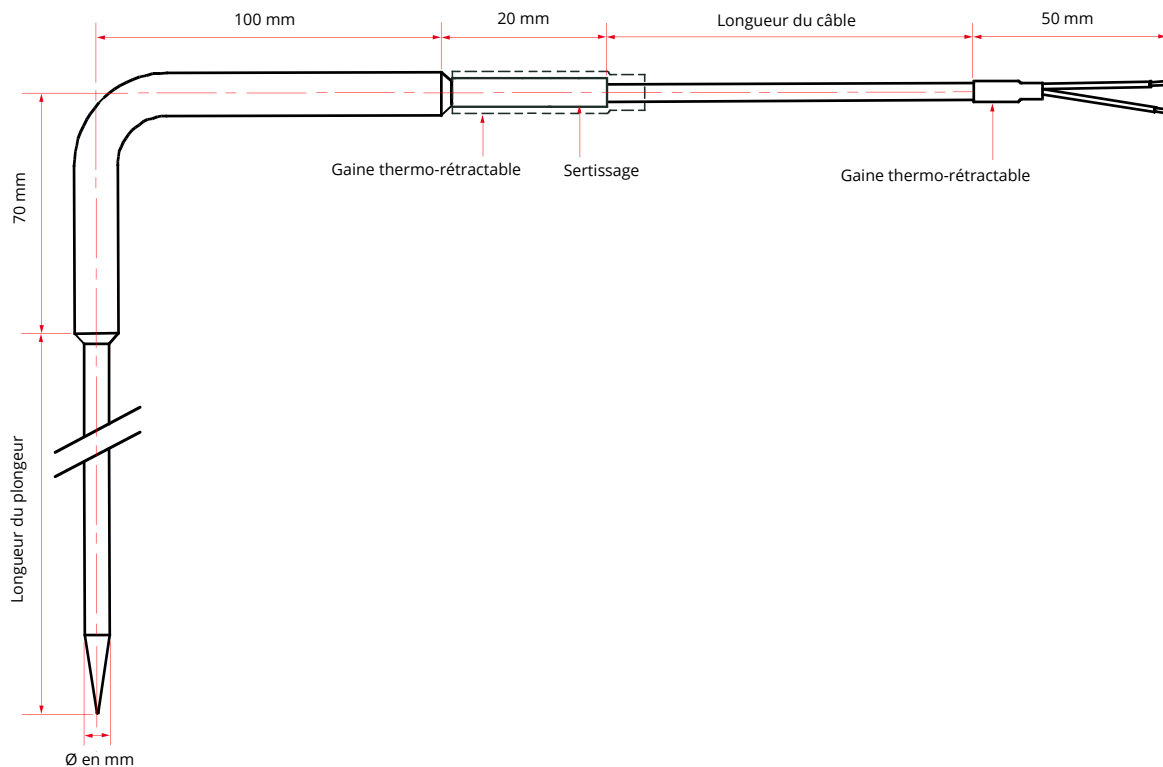 100 mm
20 mm
Longueur du câble
50 mm
Gaine thermo-rétractable
Sertissage
Gaine thermo-rétractable
70 mm
Longueur du plongeur
Ø en mm